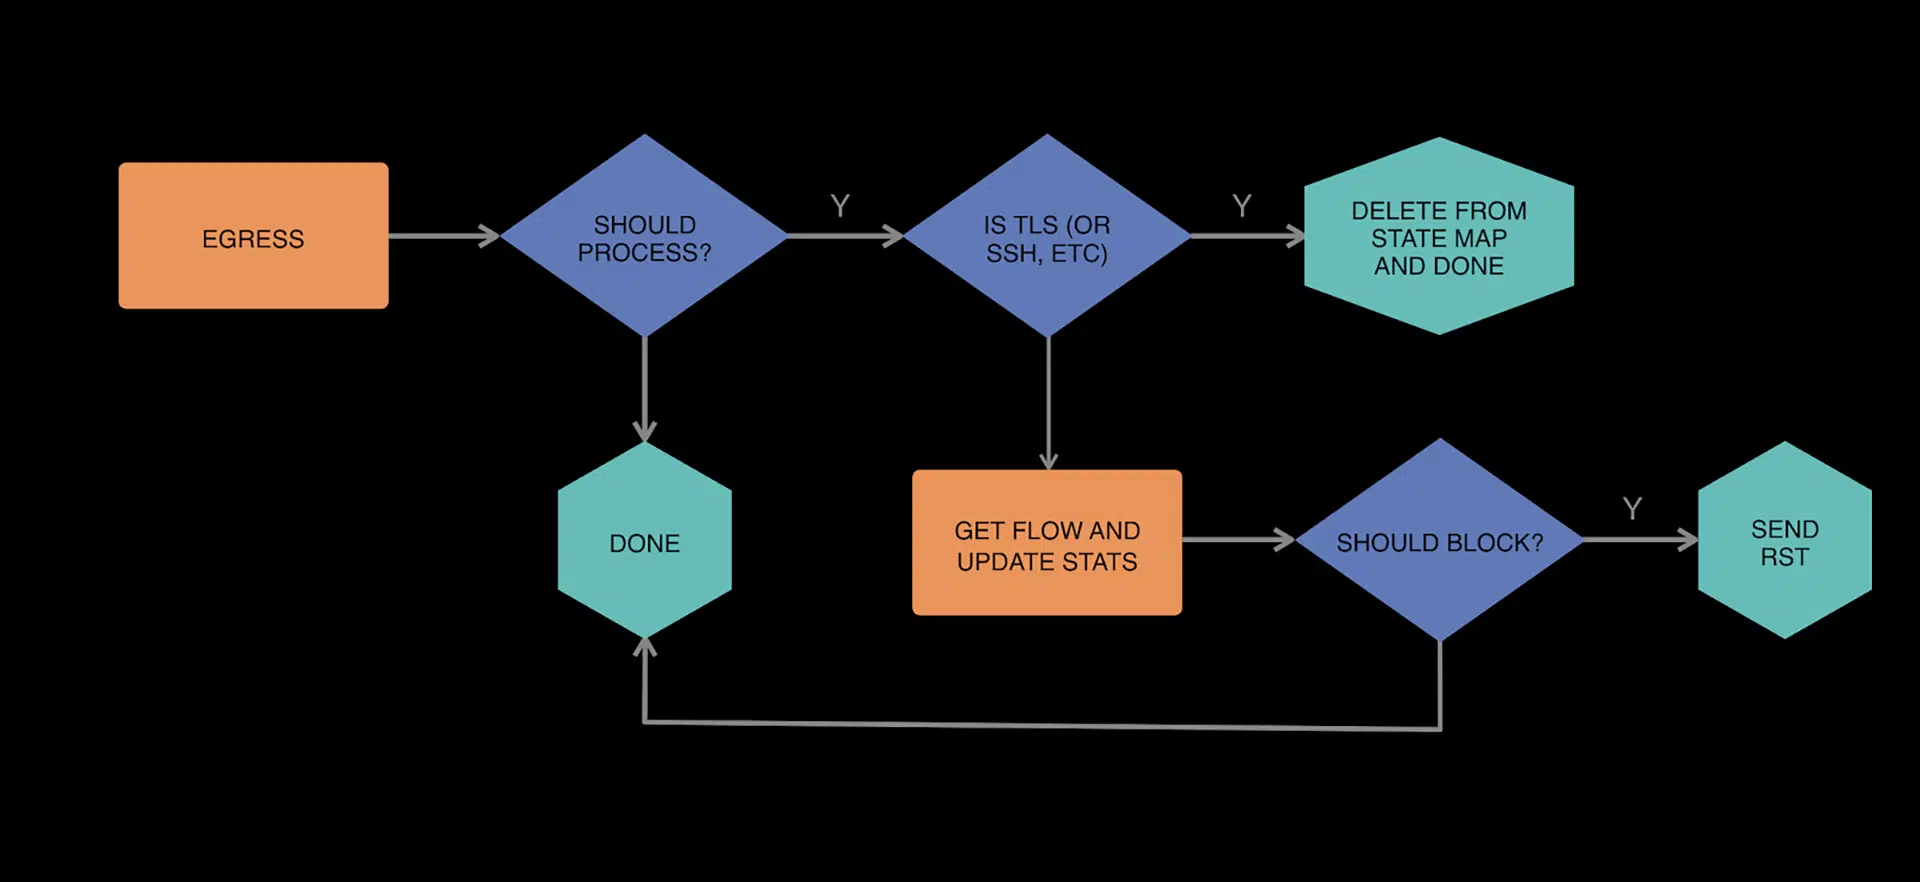 EGRESS
SHOULD
PROCESS?
Y
IS TLS (OR
SSH, ETC)
Y
DELETE FROM
STATE MAP
AND DONE
DONE
GET FLOW AND
UPDATE STATS
SHOULD BLOCK?
Y
SEND
RST